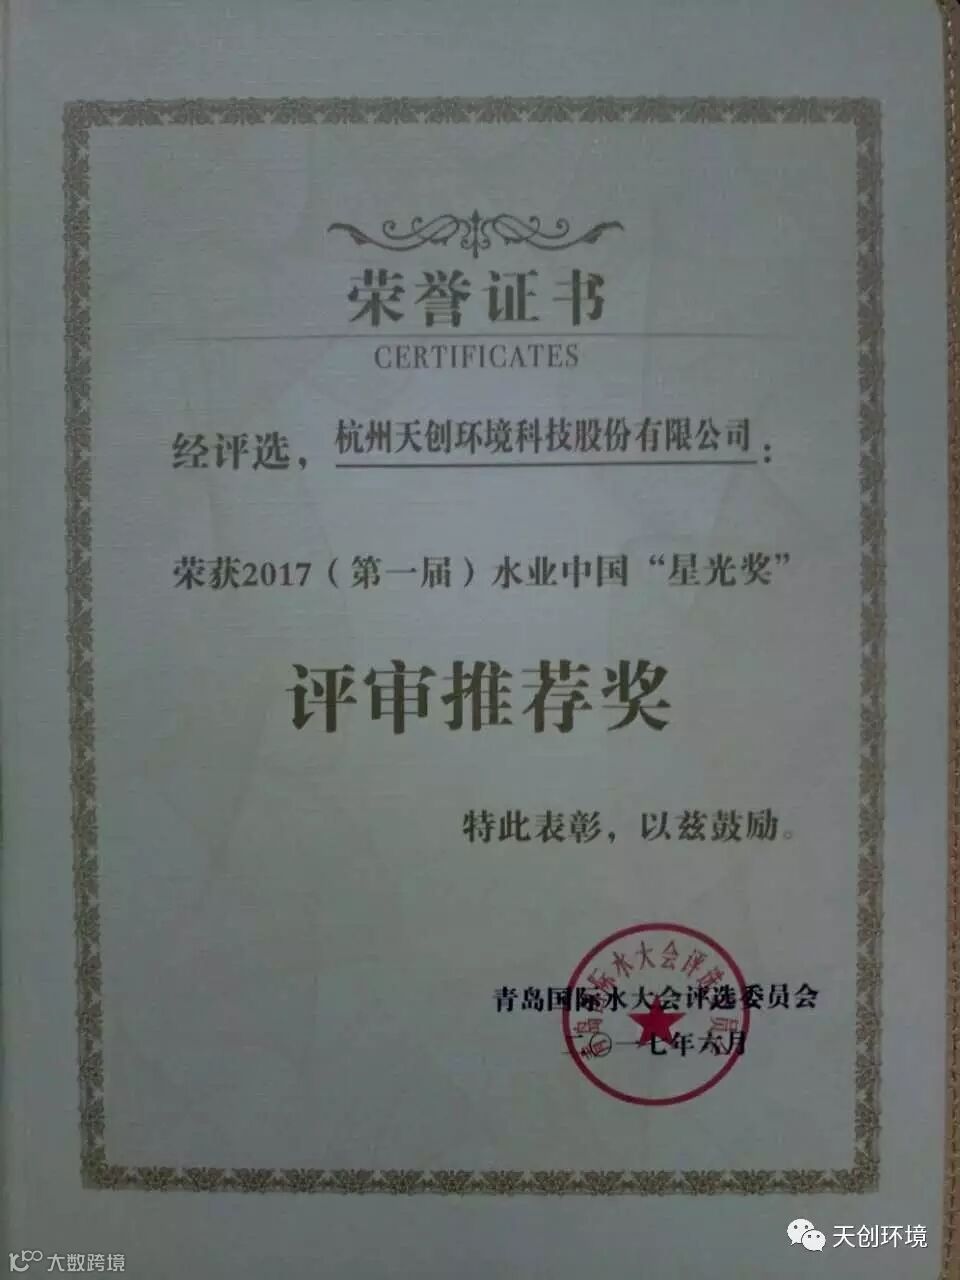 荣誉证书
CERTIFICATES
经评选，杭州天创环境科技股份有限公司：
荣获2017（第一届）水业中国“星光奖”
评审推荐奖
特此表彰，以兹鼓励。
青岛国际水大会评选委员会
二〇一七年六月
天创环境
大数跨境